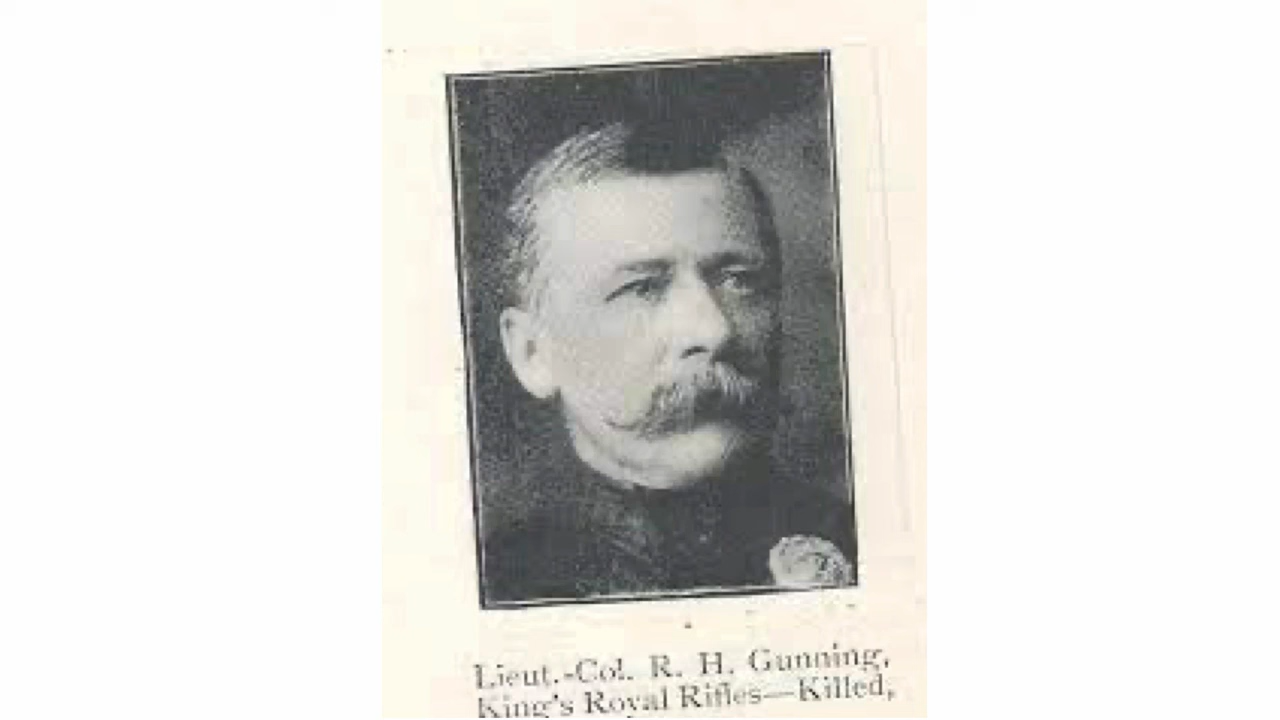 Lieut.-Col. R. H. Gunning,
King's Royal Rifles—Killed,